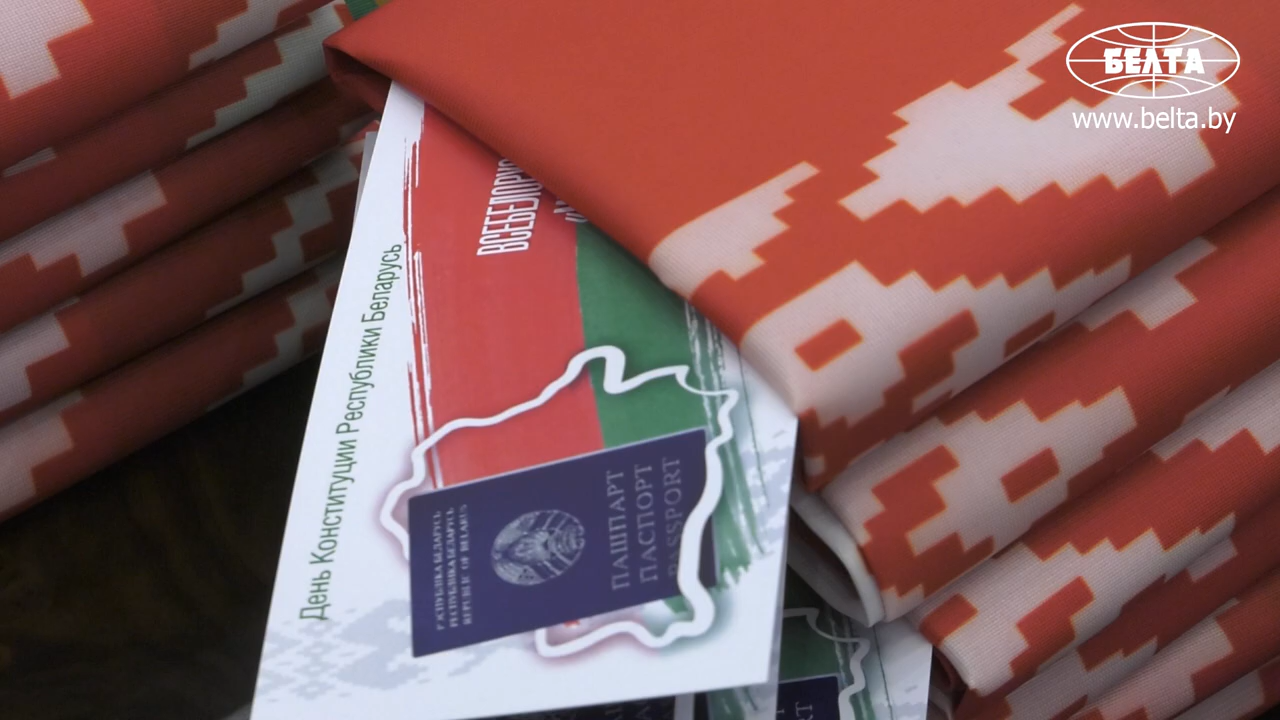 БЕЛТА
www.belta.by
День Конституции Республики Беларусь
РЭСПУБЛІКА БЕЛАРУСЬ
РЕСПУБЛИКА БЕЛАРУСЬ
REPUBLIC OF BELARUS
ПАШПАРТ
ПАСПОРТ
PASSPORT